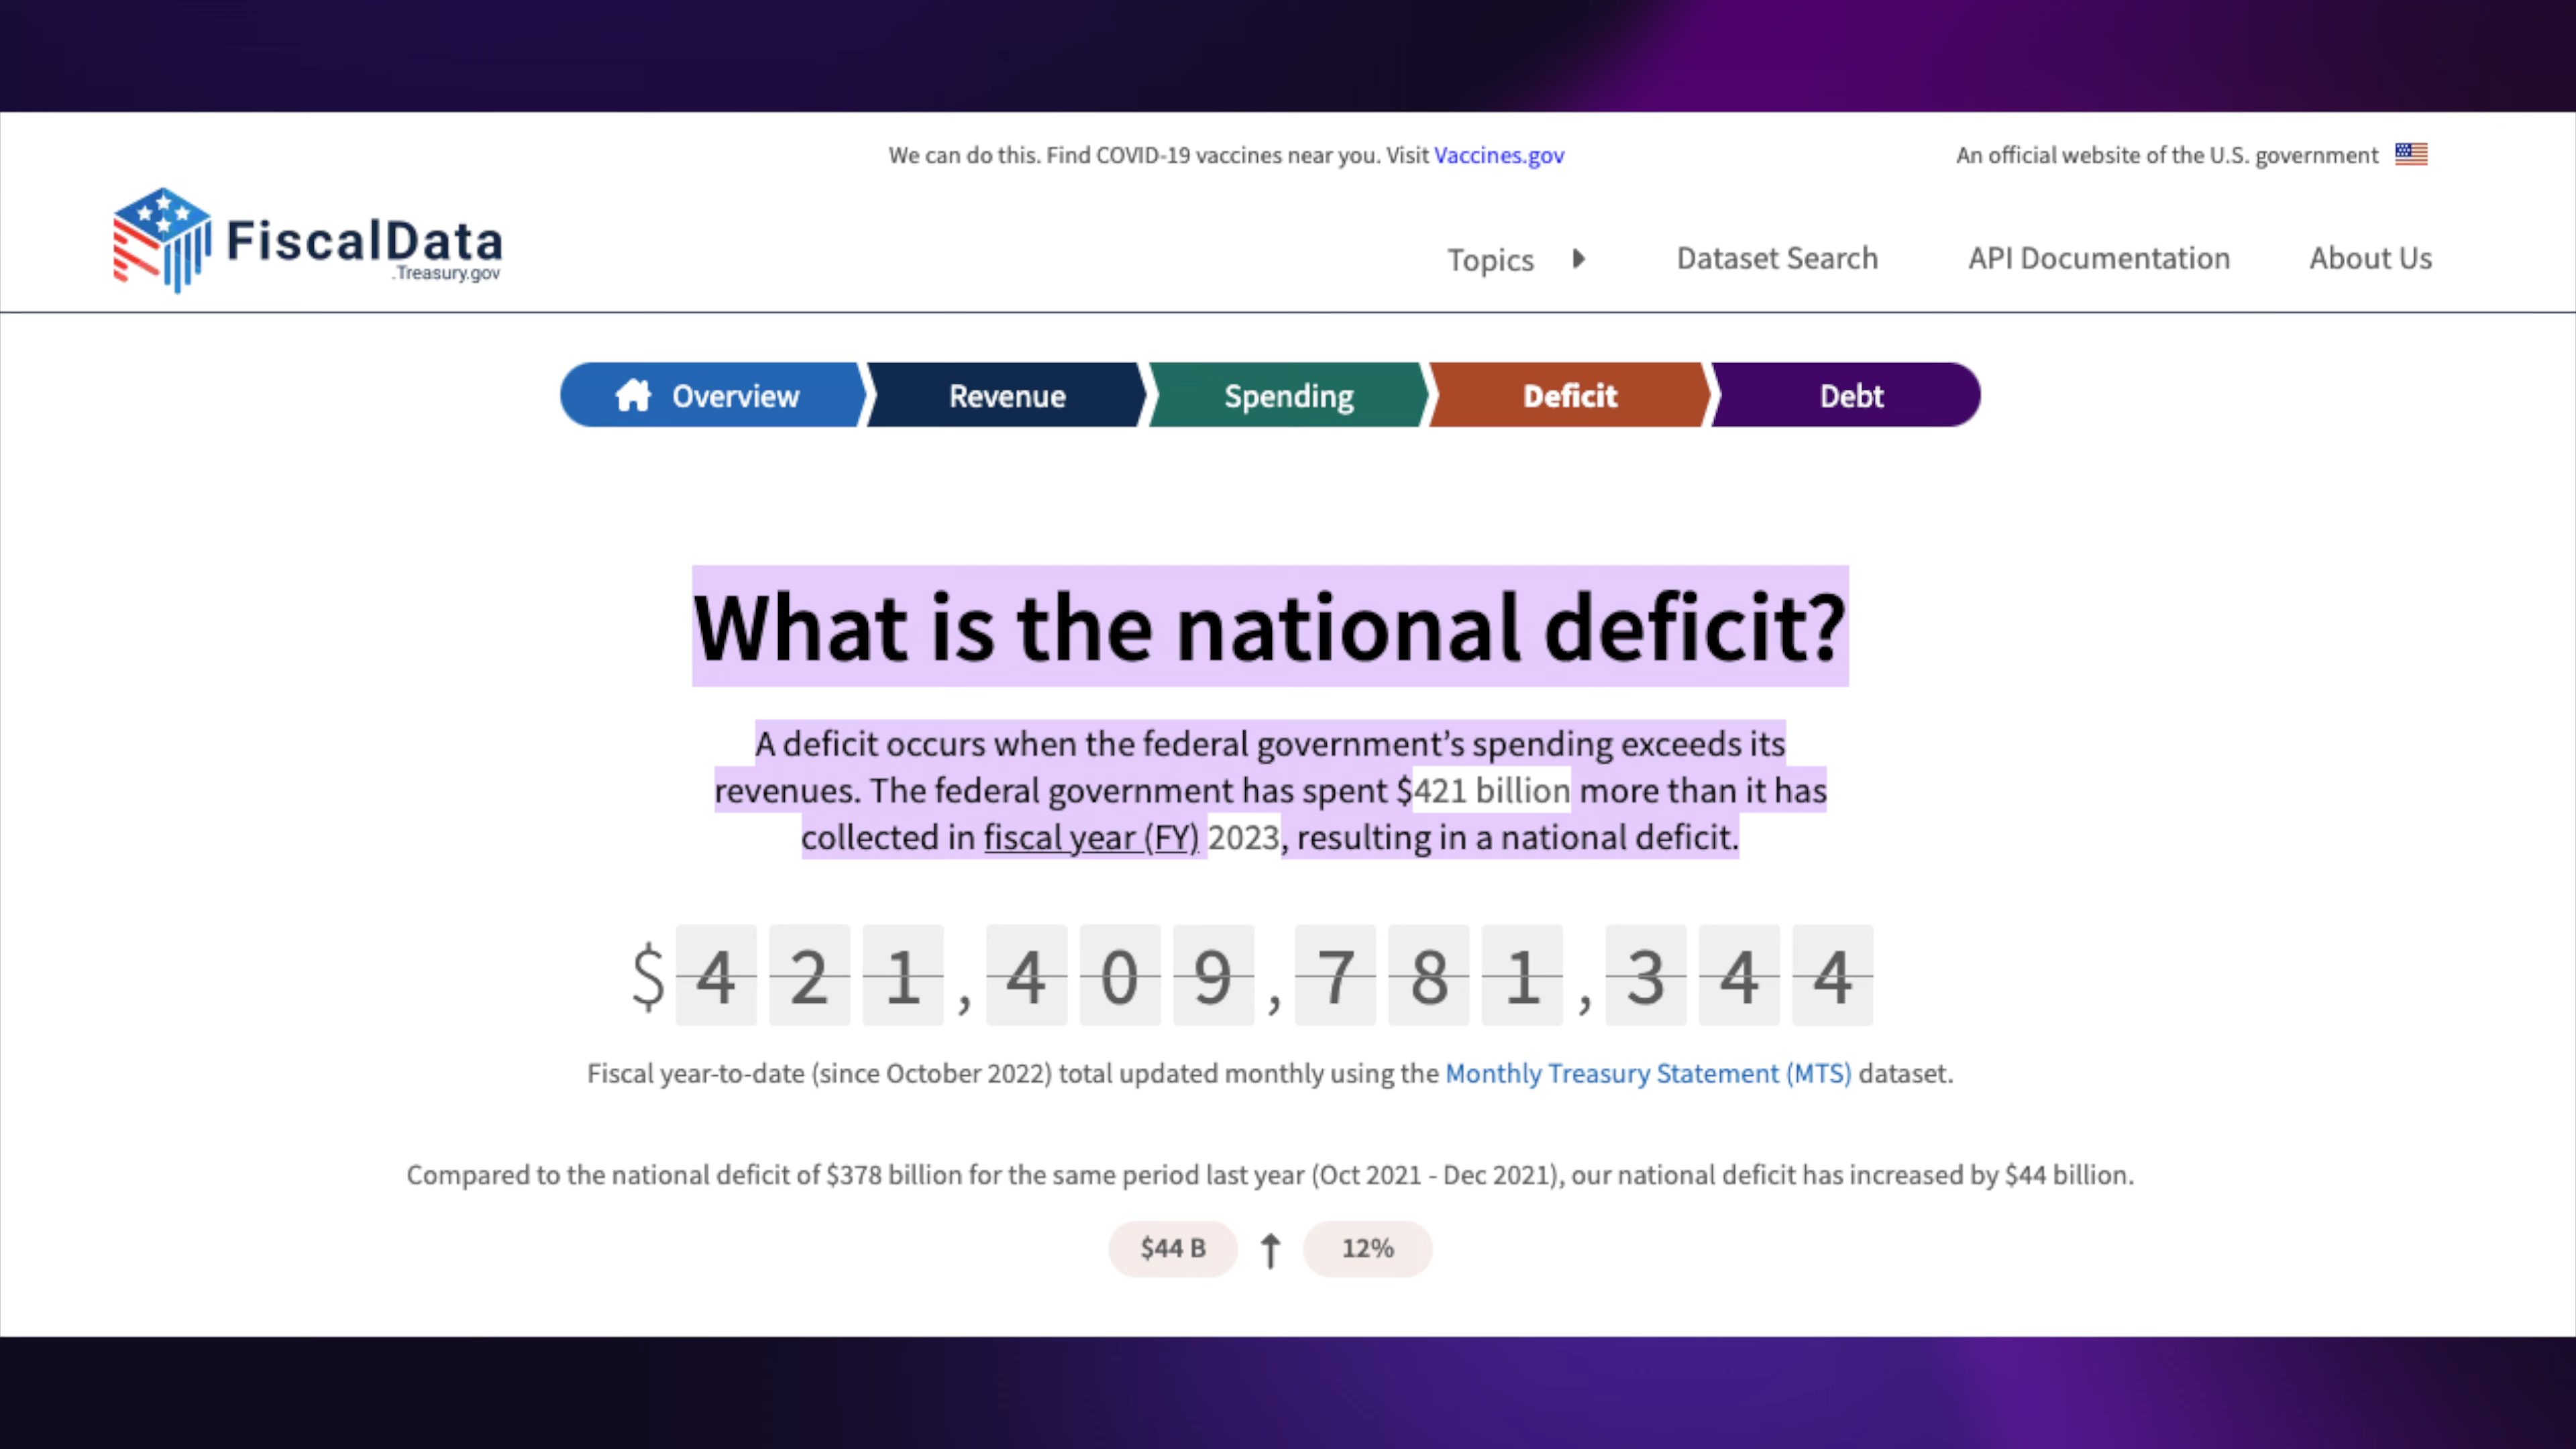 We can do this. Find COVID-19 vaccines near you. Visit Vaccines.gov
An official website of the U.S. government
FiscalData
.Treasury.gov
Topics
Dataset Search
API Documentation
About Us
Overview
Revenue
Spending
Deficit
Debt
What is the national deficit?
A deficit occurs when the federal government’s spending exceeds its
revenues. The federal government has spent $421 billion more than it has
collected in fiscal year (FY) 2023, resulting in a national deficit.
$421,409,781,344
Fiscal year-to-date (since October 2022) total updated monthly using the Monthly Treasury Statement (MTS) dataset.
Compared to the national deficit of $378 billion for the same period last year (Oct 2021 - Dec 2021), our national deficit has increased by $44 billion.
$44 B
12%